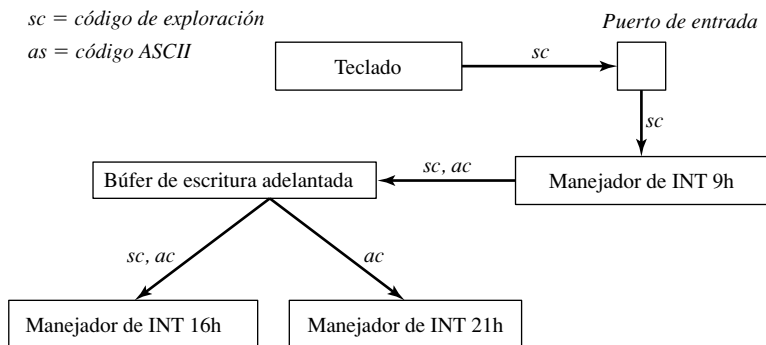 sc = código de exploración
as = código ASCII
Puerto de entrada
Teclado
sc
sc
Manejador de INT 9h
sc, ac
Búfer de escritura adelantada
sc, ac
ac
Manejador de INT 16h
Manejador de INT 21h